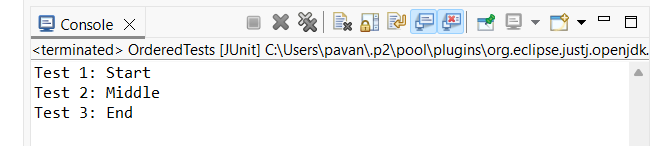 Console
<terminated> OrderedTests [JUnit] C:\Users\pavan\.p2\pool\plugins\org.eclipse.justj.openjdk.
Test 1: Start
Test 2: Middle
Test 3: End